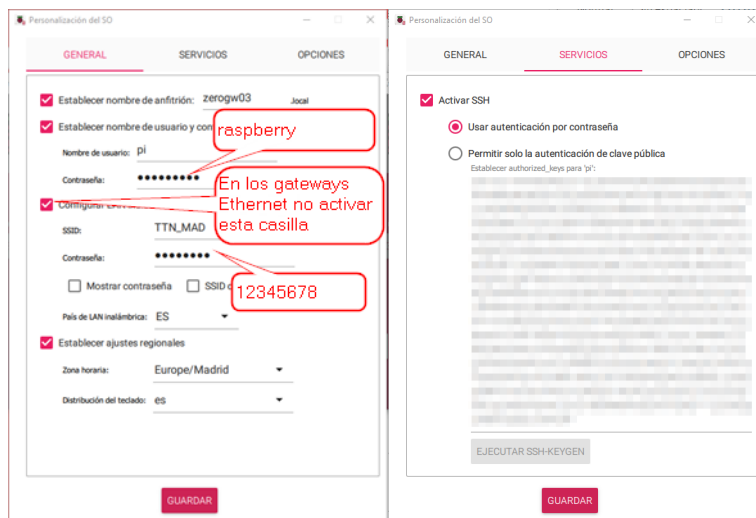 Personalización del SO
GENERAL SERVICIOS OPCIONES
Establecer nombre de anfitrión: zerogw03 .local
Establecer nombre de usuario y con
raspberry
Nombre de usuario: pi
Contraseña: •••••••••
En los gateways
Ethernet no activar
esta casilla
Configurar LAN
SSID: TTN_MAD
Contraseña: ••••••••
12345678
Mostrar contraseña SSID
País de LAN inalámbrica: ES
Establecer ajustes regionales
Zona horaria: Europe/Madrid
Distribución del teclado: es
GUARDAR
Personalización del SO
GENERAL SERVICIOS OPCIONES
Activar SSH
Usar autenticación por contraseña
Permitir solo la autenticación de clave pública
Establecer authorized_keys para 'pi':
EJECUTAR SSH-KEYGEN
GUARDAR